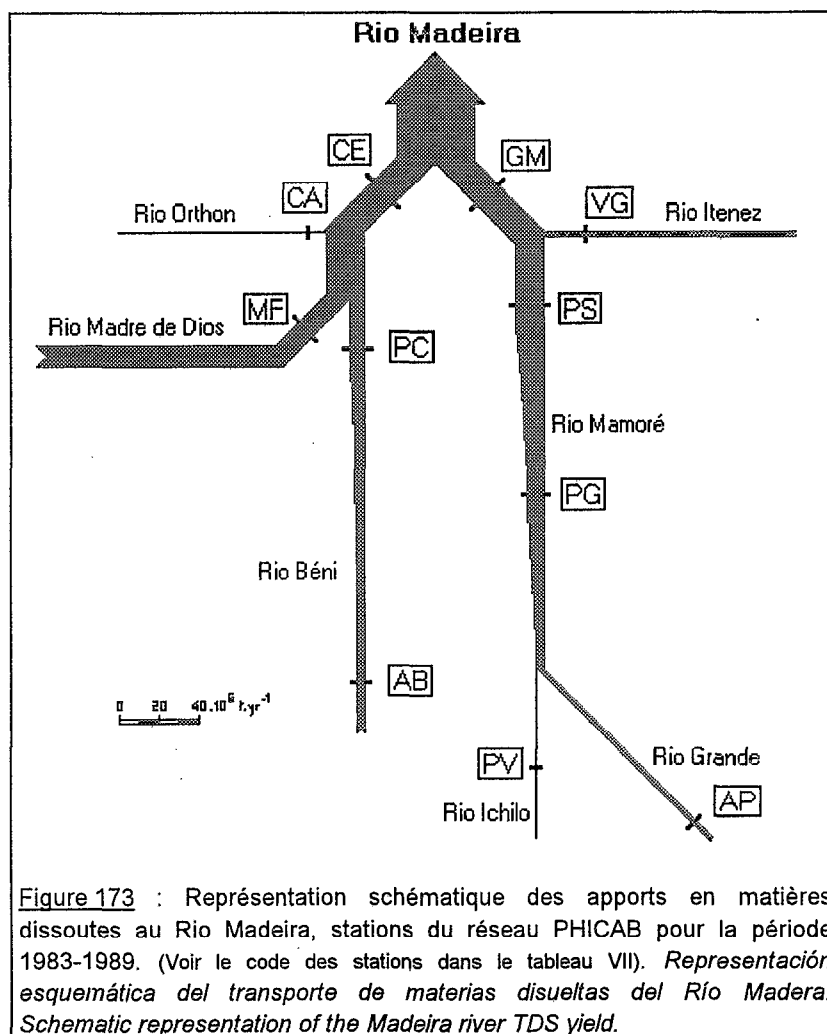 Rio Madeira
CE
GM
CA
VG
Rio Orthon
Rio Itenez
MF
PS
Rio Madre de Dios
PC
Rio Mamoré
PG
Rio Béni
AB
0 20 40.10⁶ t.yr⁻¹
PV
Rio Grande
AP
Rio Ichilo
Figure 173 : Représentation schématique des apports en matières
dissoutes au Rio Madeira, stations du réseau PHICAB pour la période
1983-1989. (Voir le code des stations dans le tableau VII). Representación
esquemática del transporte de materias disueltas del Río Madera.
Schematic representation of the Madeira river TDS yield.